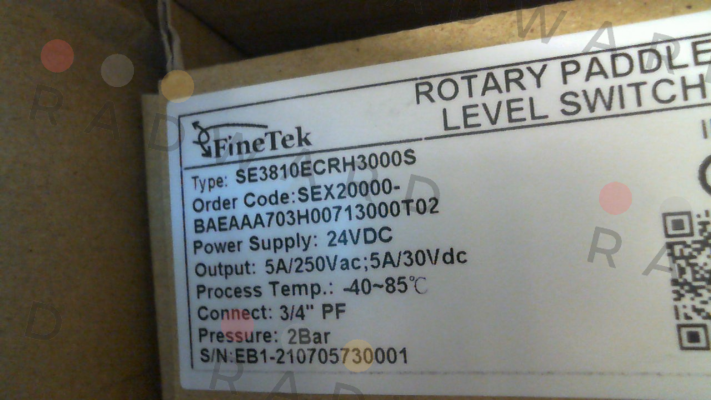 ROTARY PADDLE
LEVEL SWITCH
FineTek
Type: SE3810ECRH3000S
Order Code:SEX20000-
BAEAAA703H00713000T02
Power Supply: 24VDC
Output: 5A/250Vac;5A/30Vdc
Process Temp.: -40~85℃
Connect: 3/4" PF
Pressure: 2Bar
S/N:EB1-210705730001
RADWARD